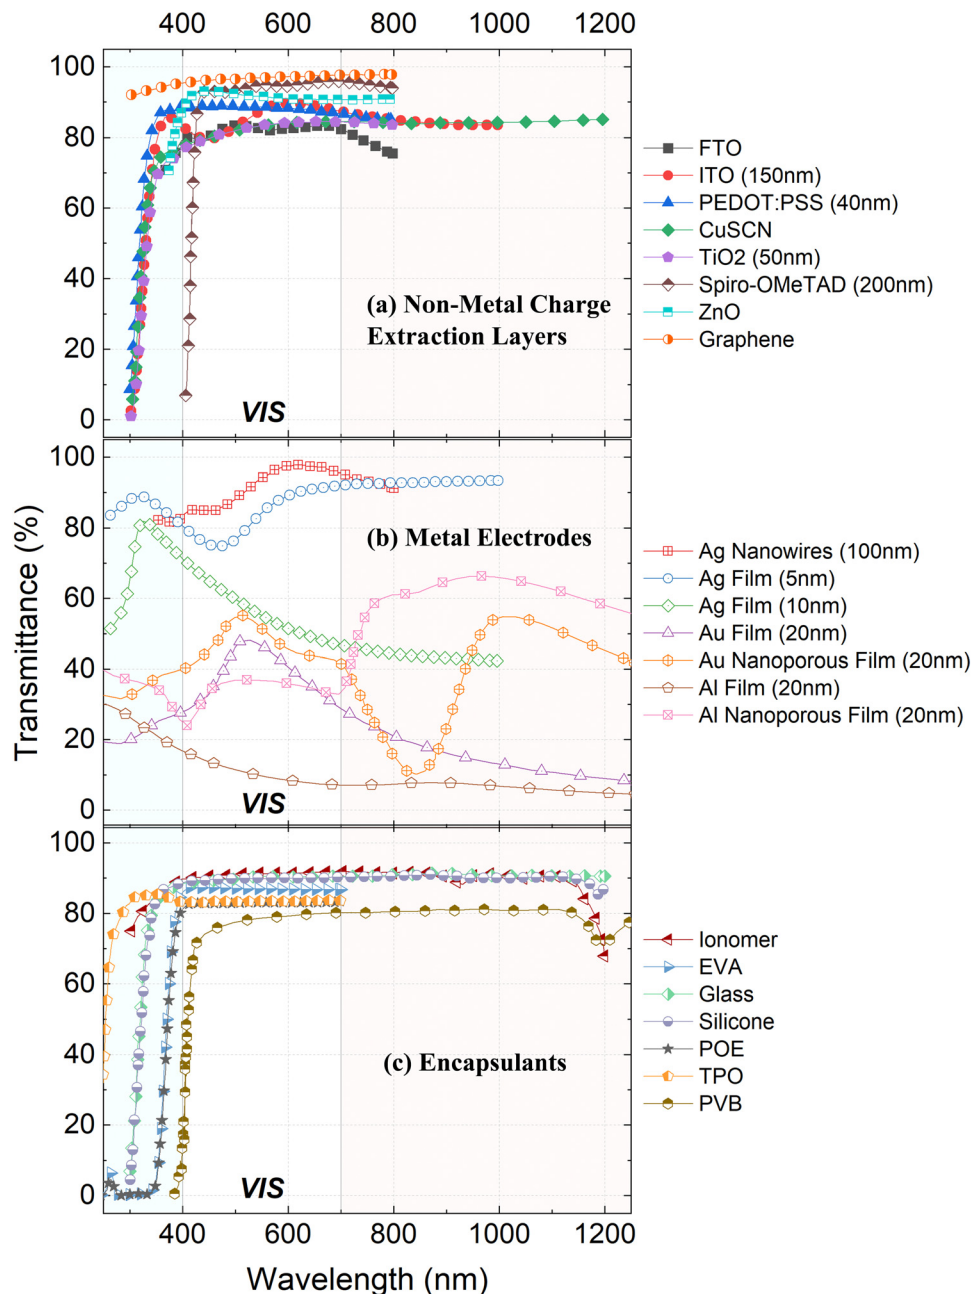 400 600 800 1000 1200
100
80
60
40
20
0
(a) Non-Metal Charge
Extraction Layers
VIS
FTO
ITO (150nm)
PEDOT:PSS (40nm)
CuSCN
TiO2 (50nm)
Spiro-OMeTAD (200nm)
ZnO
Graphene
Transmittance (%)
100
80
60
40
20
0
(b) Metal Electrodes
VIS
Ag Nanowires (100nm)
Ag Film (5nm)
Ag Film (10nm)
Au Film (20nm)
Au Nanoporous Film (20nm)
Al Film (20nm)
Al Nanoporous Film (20nm)
100
80
60
40
20
0
(c) Encapsulants
VIS
Ionomer
EVA
Glass
Silicone
POE
TPO
PVB
400 600 800 1000 1200
Wavelength (nm)